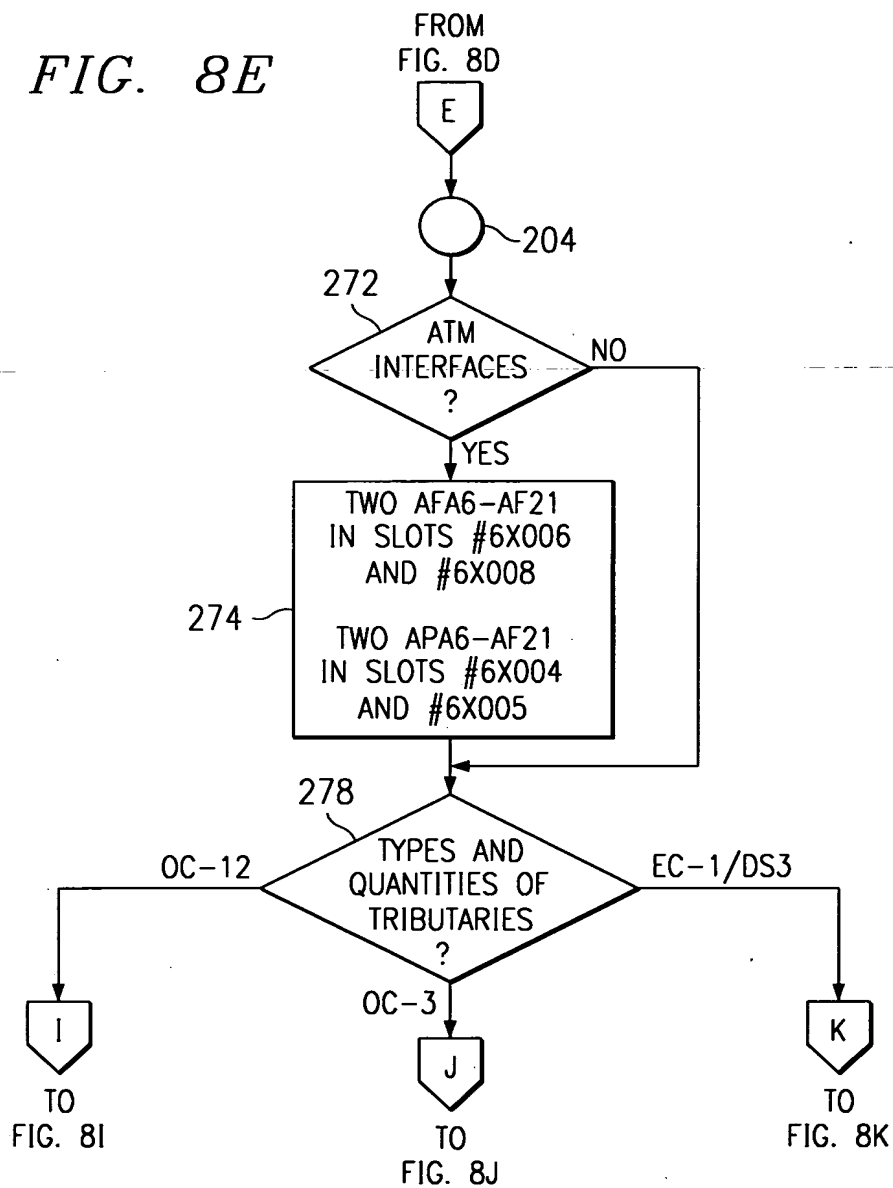 FROM
FIG. 8D
FIG. 8E
E
204
272
ATM
INTERFACES
?
NO
YES
TWO AFA6-AF21
IN SLOTS #6X006
AND #6X008
274
TWO APA6-AF21
IN SLOTS #6X004
AND #6X005
278
TYPES AND
QUANTITIES OF
TRIBUTARIES
?
OC-12
EC-1/DS3
OC-3
I
J
K
TO
FIG. 8I
TO
FIG. 8J
TO
FIG. 8K